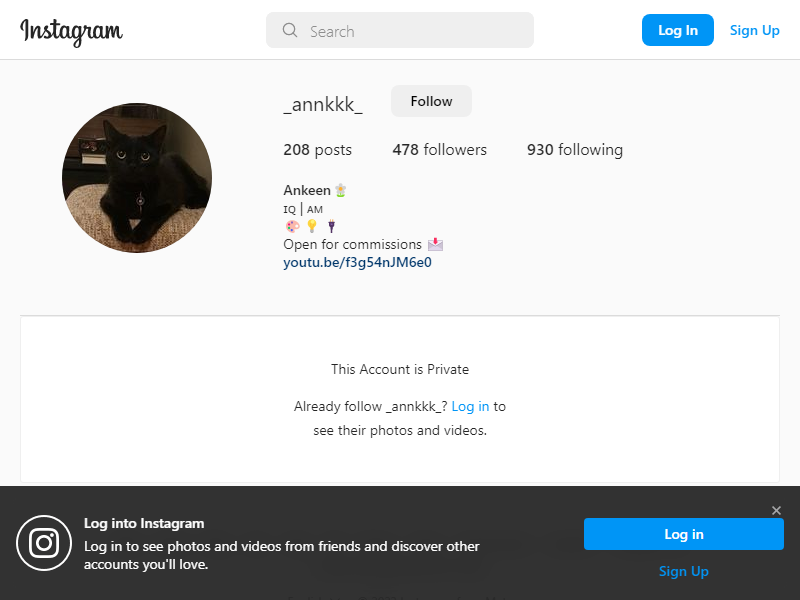 Instagram
Search
Log In
Sign Up
_annkkk_
Follow
208 posts
478 followers
930 following
Ankeen
ɪǫ | ᴀᴍ
Open for commissions
youtu.be/f3g54nJM6e0
This Account is Private
Already follow _annkkk_? Log in to
see their photos and videos.
Log into Instagram
Log in to see photos and videos from friends and discover other
accounts you'll love.
Log in
Sign Up